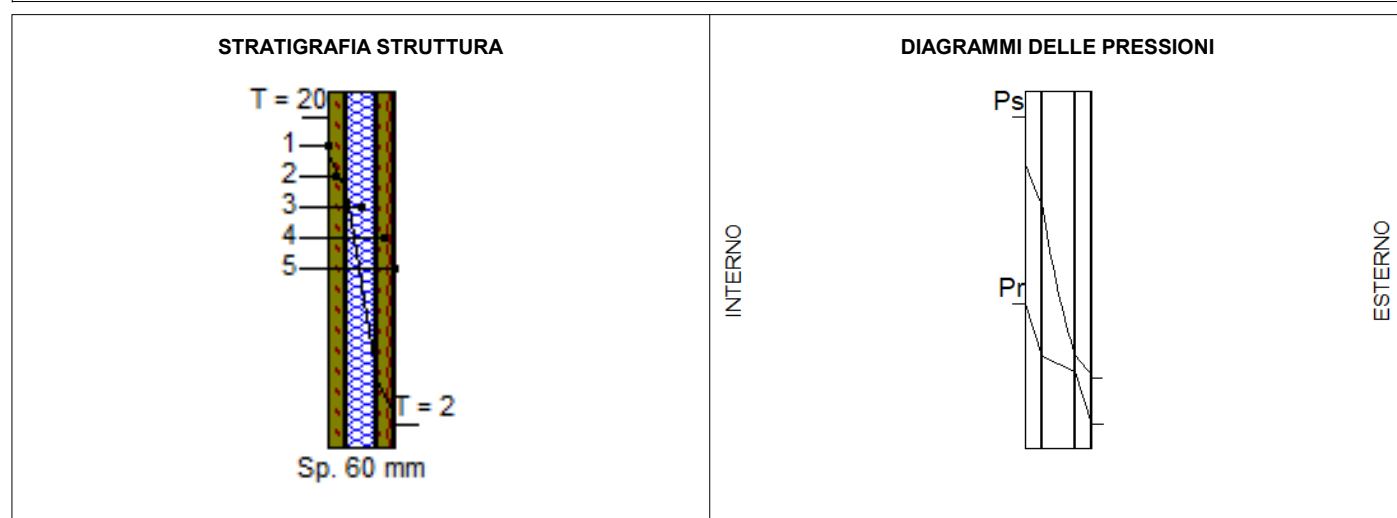 STRATIGRAFIA STRUTTURA
T = 20
1
2
3
4
5
T = 2
Sp. 60 mm
DIAGRAMMI DELLE PRESSIONI
Ps
Pr
INTERNO
ESTERNO